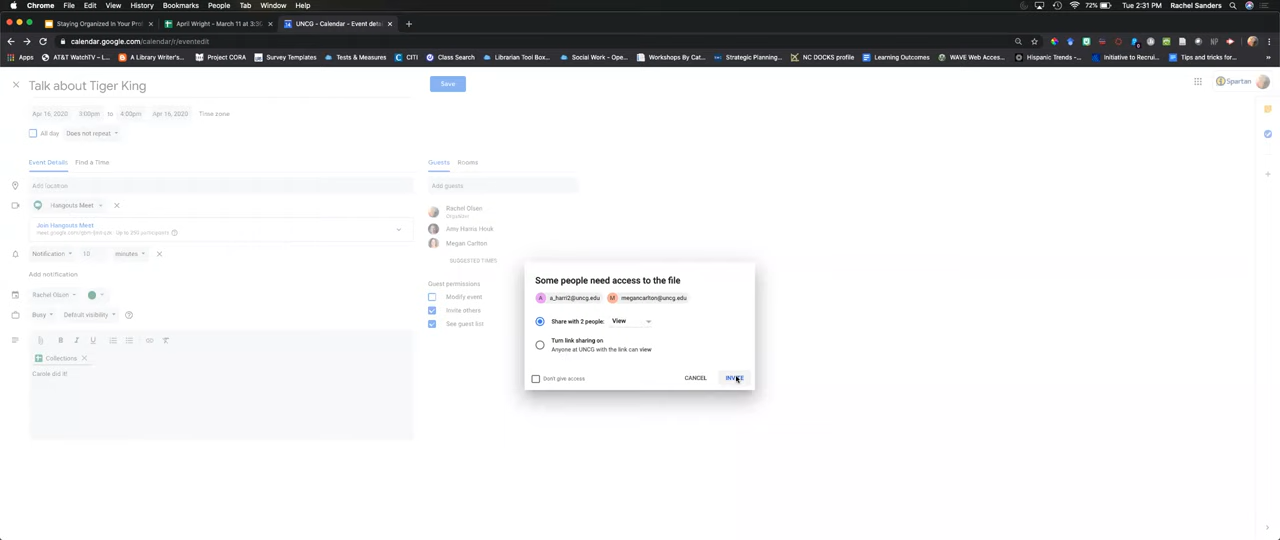 Chrome File Edit View History Bookmarks People Tab Window Help 72% Tue 2:31 PM Rachel Sanders
Staying Organized in Your Pro April Wright – March 11 at 3:30 UNCG - Calendar - Event deta
calendar.google.com/calendar/r/eventedit
Apps AT&T WatchTV – L... A Library Writer's... Project CORA Survey Templates Tests & Measures CITI Cisco Librarian Tool Box... Social Work - Ope... Workshops By Cat... Strategic Planning... NC DOCKS profile Learning Outcomes WAVE Web Acces... Hispanic Trends -... Initiative to Recrui... Tips and tricks for...
Talk about Tiger King Save Spartan
Apr 16, 2020 3:00pm to 4:00pm Apr 16, 2020 Time zone
All day Does not repeat
Event Details Find a Time Guests Rooms
Add location Add guests
Hangouts Meet
Join Hangouts Meet
Rachel Olsen
Organizer
Amy Harris Houk
Megan Carlton
Notification 10 minutes
SUGGESTED TIMES
Add notification
Guest permissions
Rachel Olsen Modify event
Busy Default visibility Invite others
See guest list
Collections
Carole did it!
Some people need access to the file
A a_harri2@uncg.edu M megancarlton@uncg.edu
Share with 2 people: View
Turn link sharing on
Anyone at UNCG with the link can view
Don't give access CANCEL INVITE